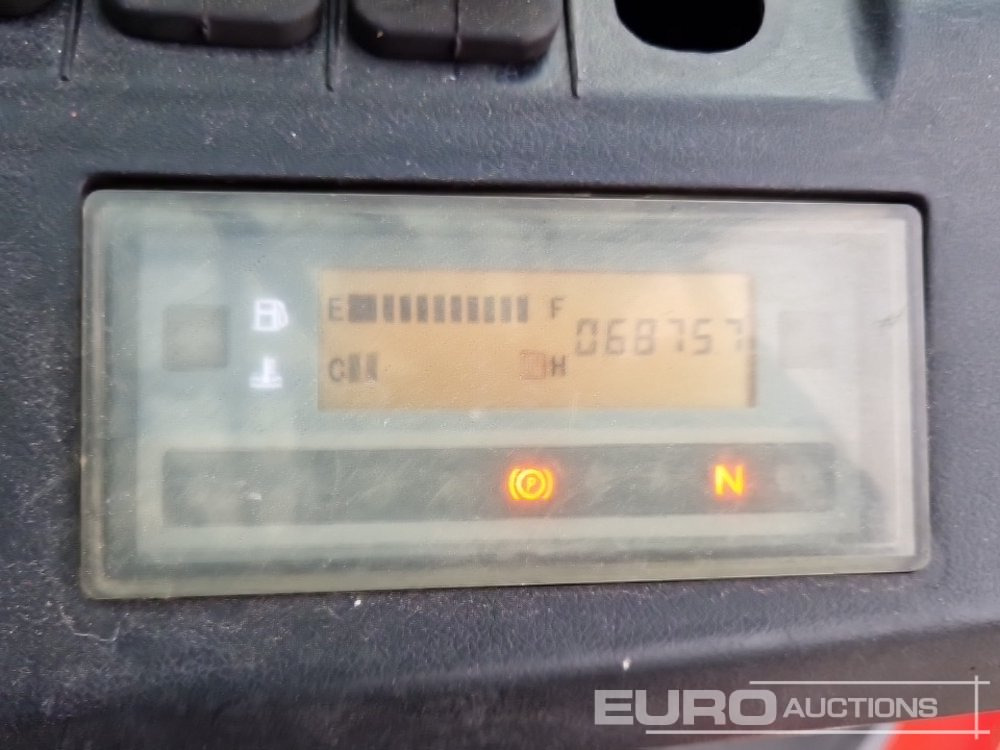 E F
068757
C H
P N
EURO AUCTIONS